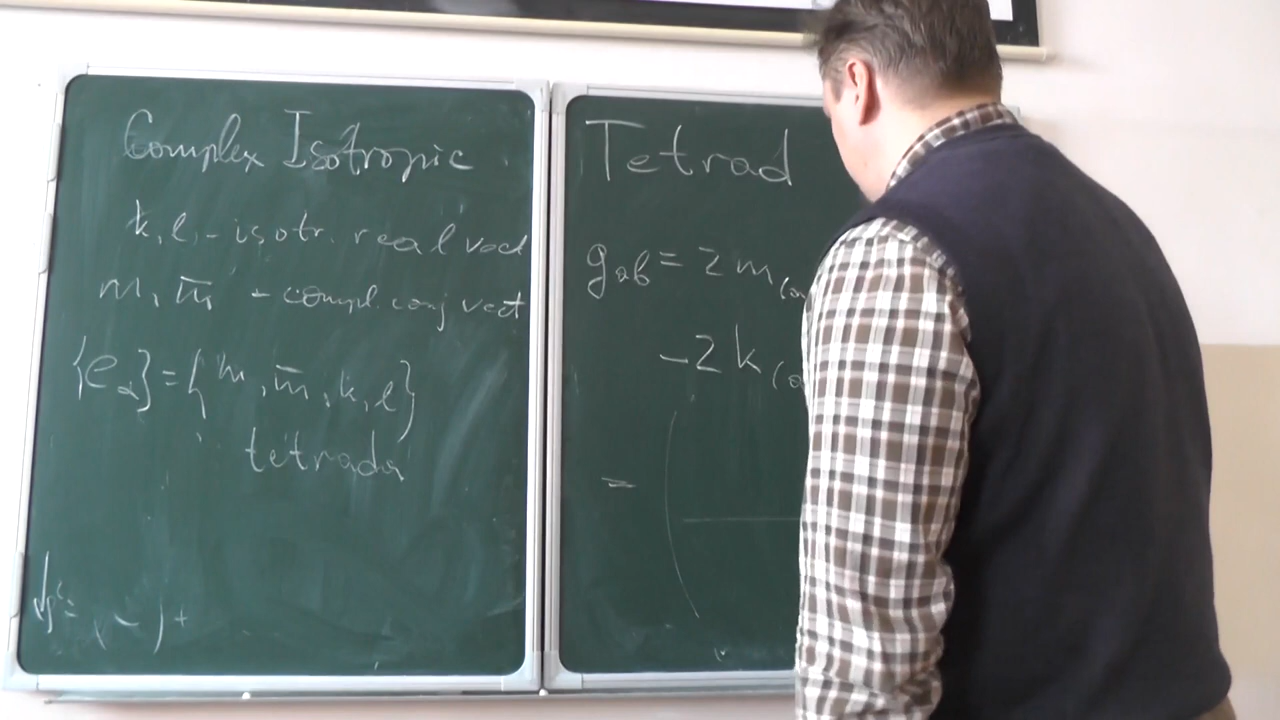 Complex Isotropic
k, l, - isotr. real vect
m, m̄ - compl. conj vect
{e_a} = {m, m̄, k, l}
tetrada
Tetrad
g_ab = 2 m_(a
-2 k_(a
=